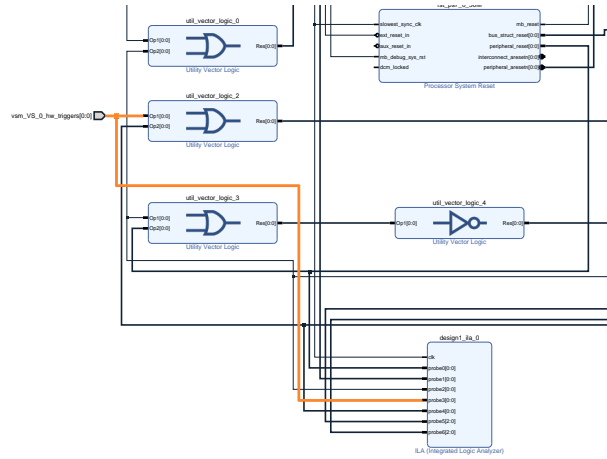 util_vector_logic_0
Op1[0:0]
Op2[0:0]
Res[0:0]
Utility Vector Logic
slowest_sync_clk
ext_reset_in
aux_reset_in
mb_debug_sys_rst
dcm_locked
mb_reset
bus_struct_reset[0:0]
peripheral_reset[0:0]
interconnect_aresetn[0:0]
peripheral_aresetn[0:0]
Processor System Reset
vsm_VS_0_hw_triggers[0:0]
util_vector_logic_2
Op1[0:0]
Op2[0:0]
Res[0:0]
Utility Vector Logic
util_vector_logic_3
Op1[0:0]
Op2[0:0]
Res[0:0]
Utility Vector Logic
util_vector_logic_4
Op1[0:0]
Res[0:0]
Utility Vector Logic
design1_ila_0
clk
probe0[0:0]
probe1[0:0]
probe2[0:0]
probe3[0:0]
probe4[0:0]
probe5[2:0]
probe6[2:0]
ILA (Integrated Logic Analyzer)